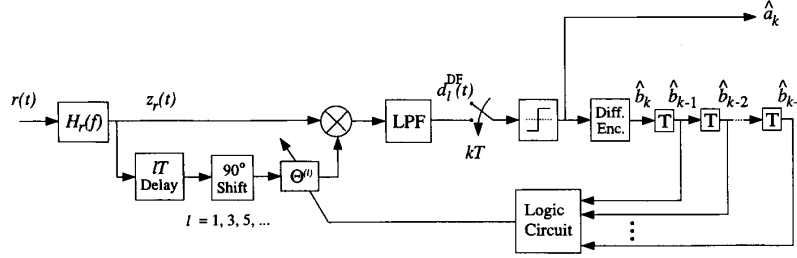 â_k
r(t)
H_r(f)
z_r(t)
LPF
d_l^DF(t)
kT
Diff.
Enc.
b̂_k
T
b̂_k-1
T
b̂_k-2
T
b̂_k-
lT
Delay
90°
Shift
Θ^(l)
l = 1, 3, 5, ...
Logic
Circuit